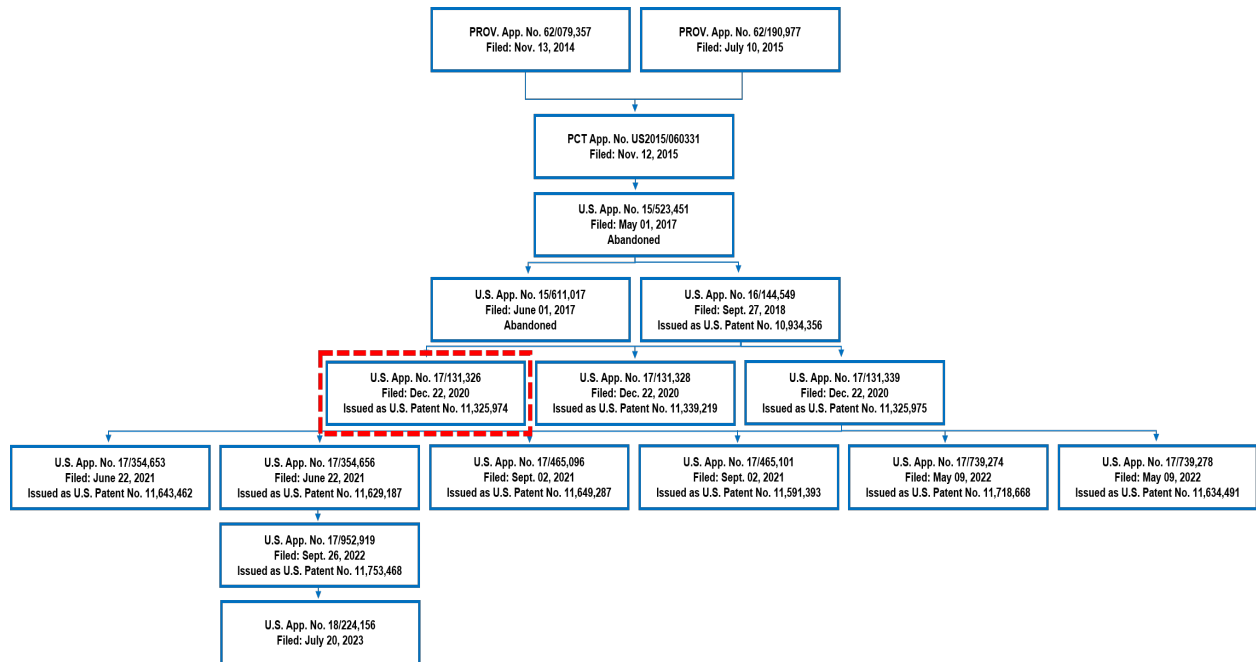 PROV. App. No. 62/079,357
Filed: Nov. 13, 2014
PROV. App. No. 62/190,977
Filed: July 10, 2015
PCT App. No. US2015/060331
Filed: Nov. 12, 2015
U.S. App. No. 15/523,451
Filed: May 01, 2017
Abandoned
U.S. App. No. 15/611,017
Filed: June 01, 2017
Abandoned
U.S. App. No. 16/144,549
Filed: Sept. 27, 2018
Issued as U.S. Patent No. 10,934,356
U.S. App. No. 17/131,326
Filed: Dec. 22, 2020
Issued as U.S. Patent No. 11,325,974
U.S. App. No. 17/131,328
Filed: Dec. 22, 2020
Issued as U.S. Patent No. 11,339,219
U.S. App. No. 17/131,339
Filed: Dec. 22, 2020
Issued as U.S. Patent No. 11,325,975
U.S. App. No. 17/354,653
Filed: June 22, 2021
Issued as U.S. Patent No. 11,643,462
U.S. App. No. 17/354,656
Filed: June 22, 2021
Issued as U.S. Patent No. 11,629,187
U.S. App. No. 17/465,096
Filed: Sept. 02, 2021
Issued as U.S. Patent No. 11,649,287
U.S. App. No. 17/465,101
Filed: Sept. 02, 2021
Issued as U.S. Patent No. 11,591,393
U.S. App. No. 17/739,274
Filed: May 09, 2022
Issued as U.S. Patent No. 11,718,668
U.S. App. No. 17/739,278
Filed: May 09, 2022
Issued as U.S. Patent No. 11,634,491
U.S. App. No. 17/952,919
Filed: Sept. 26, 2022
Issued as U.S. Patent No. 11,753,468
U.S. App. No. 18/224,156
Filed: July 20, 2023